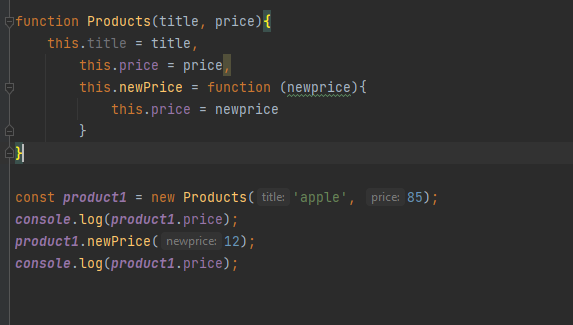 function Products(title, price){
    this.title = title,
        this.price = price,
        this.newPrice = function (newprice){
            this.price = newprice
        }
}
const product1 = new Products( title: 'apple', price: 85);
console.log(product1.price);
product1.newPrice( newprice: 12);
console.log(product1.price);